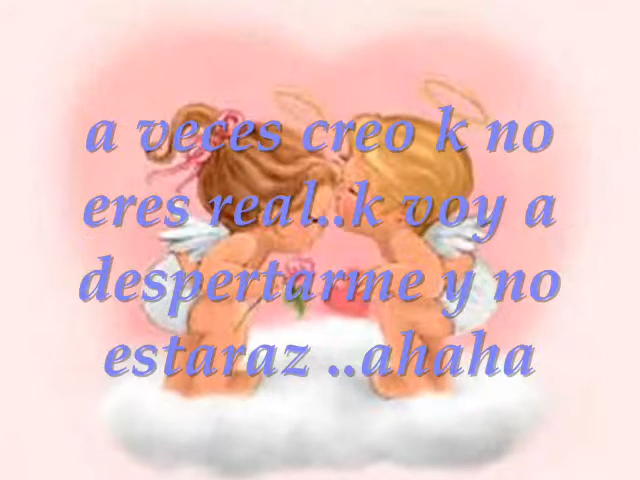 a veces creo k no
eres real..k voy a
despertarme y no
estaraz ..ahaha